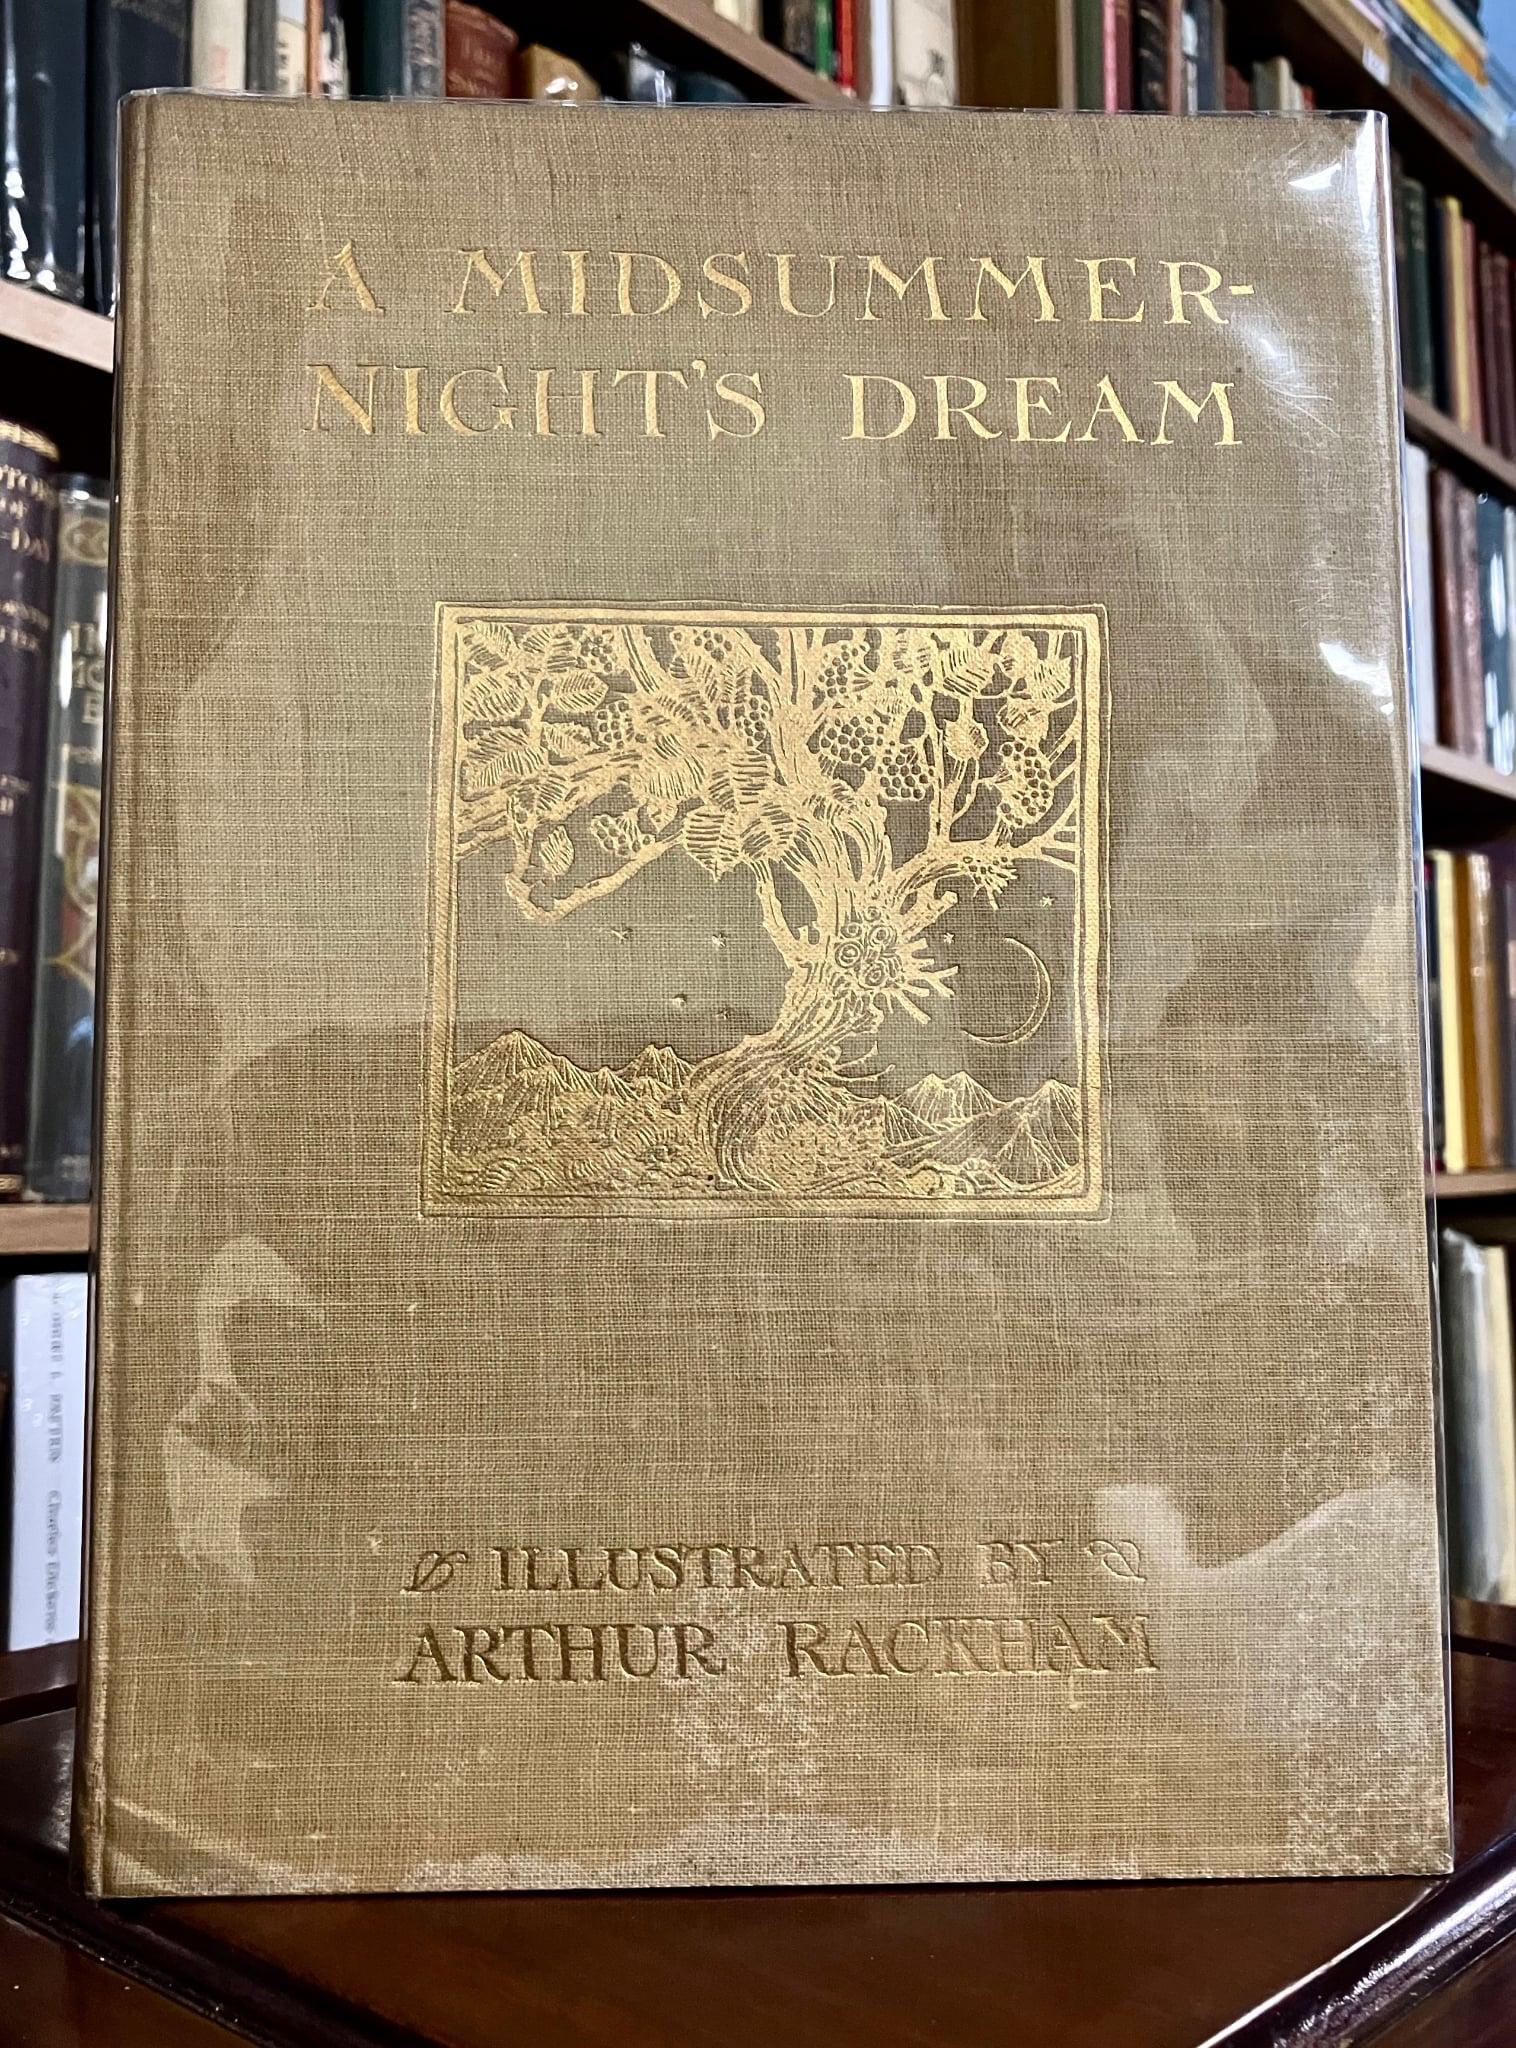 A MIDSUMMER-
NIGHT'S DREAM
ILLUSTRATED BY
ARTHUR RACKHAM